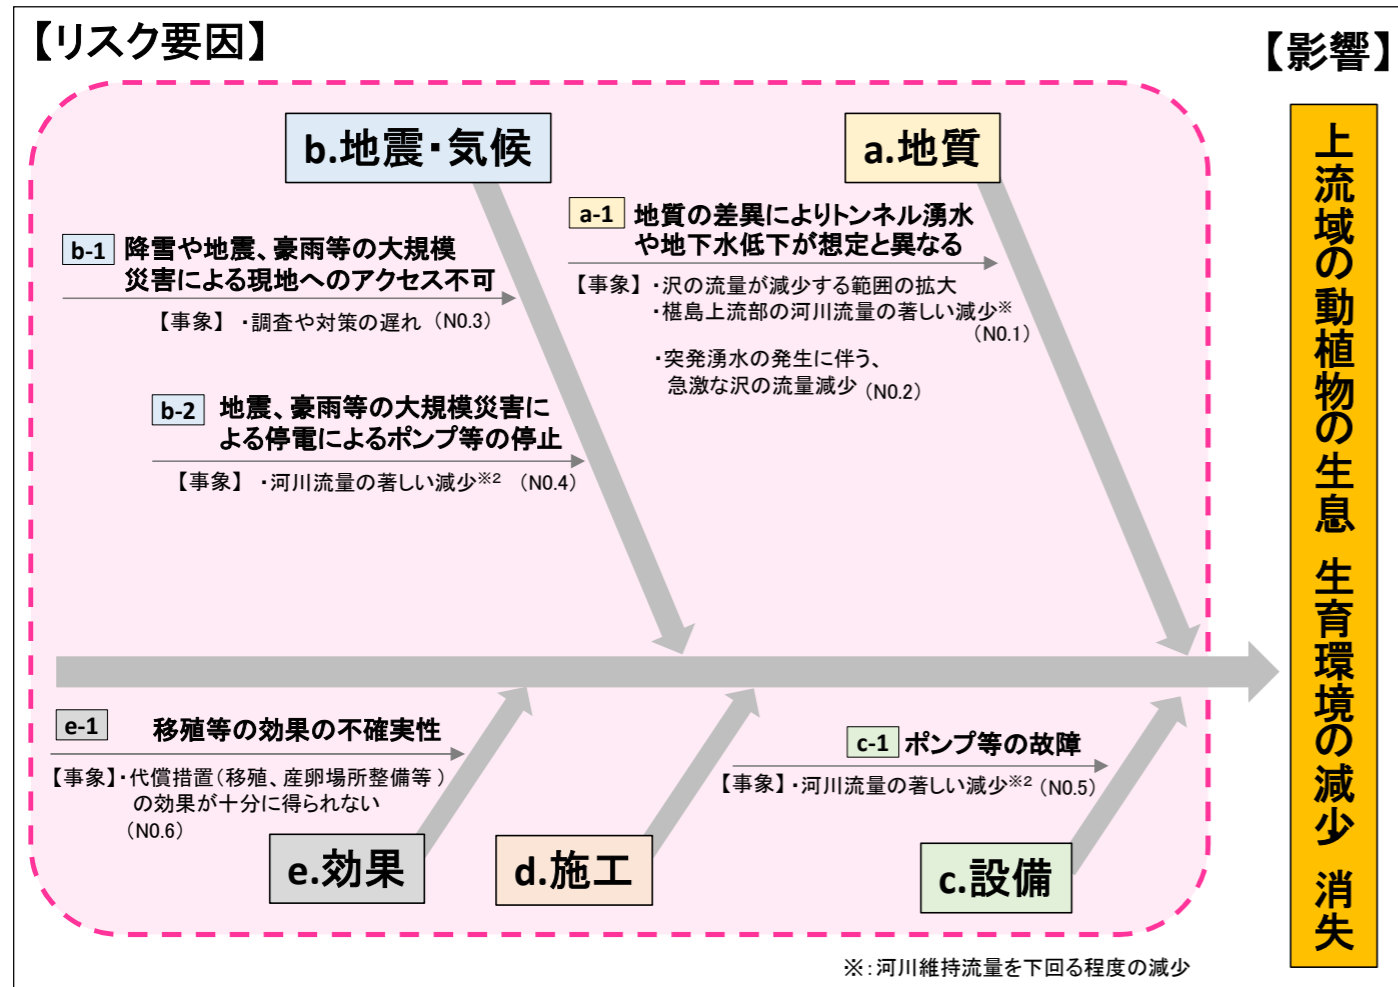 【リスク要因】
【影響】
b.地震・気候
a.地質
a-1 地質の差異によりトンネル湧水
や地下水低下が想定と異なる
【事象】・沢の流量が減少する範囲の拡大
・椹島上流部の河川流量の著しい減少※
(N0.1)
・突発湧水の発生に伴う、
急激な沢の流量減少 (N0.2)
b-1 降雪や地震、豪雨等の大規模
災害による現地へのアクセス不可
【事象】・調査や対策の遅れ (N0.3)
b-2 地震、豪雨等の大規模災害に
よる停電によるポンプ等の停止
【事象】・河川流量の著しい減少※2 (N0.4)
e-1 移殖等の効果の不確実性
【事象】・代償措置(移殖、産卵場所整備等)
の効果が十分に得られない
(N0.6)
c-1 ポンプ等の故障
【事象】・河川流量の著しい減少※2 (N0.5)
e.効果
d.施工
c.設備
上流域の動植物の生息 生育環境の減少 消失
※:河川維持流量を下回る程度の減少